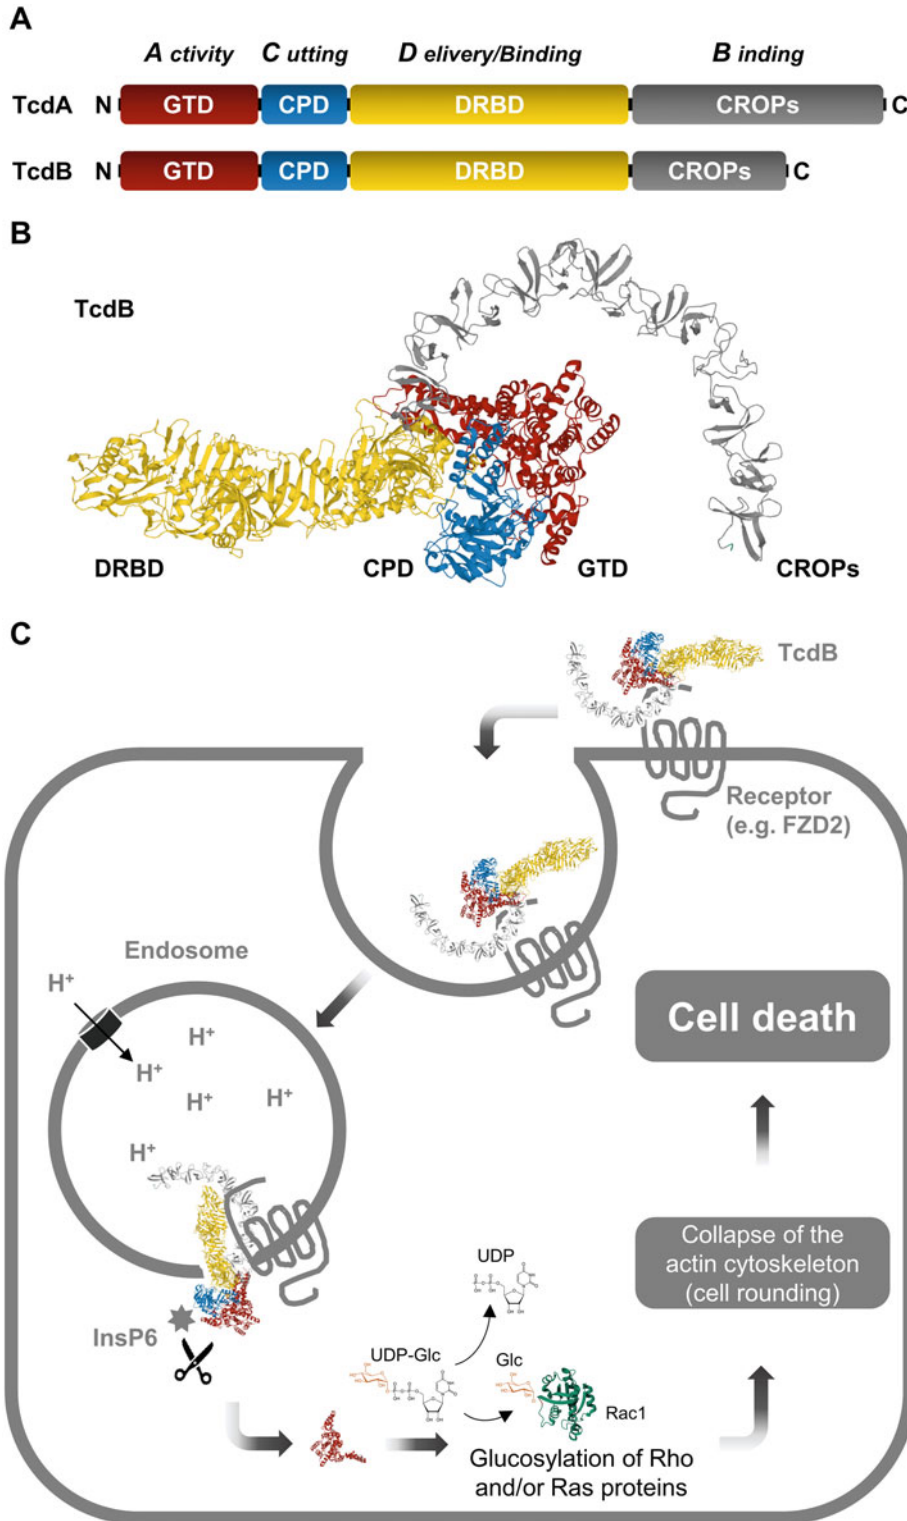 A
A ctivity C utting D elivery/Binding B inding
TcdA N GTD CPD DRBD CROPs C
TcdB N GTD CPD DRBD CROPs C
B
TcdB
DRBD CPD GTD CROPs
C
TcdB
Receptor
(e.g. FZD2)
Endosome
H⁺
H⁺
H⁺
H⁺ H⁺
H⁺
Cell death
Collapse of the
actin cytoskeleton
(cell rounding)
UDP
InsP6
UDP-Glc
Glc
Rac1
Glucosylation of Rho
and/or Ras proteins